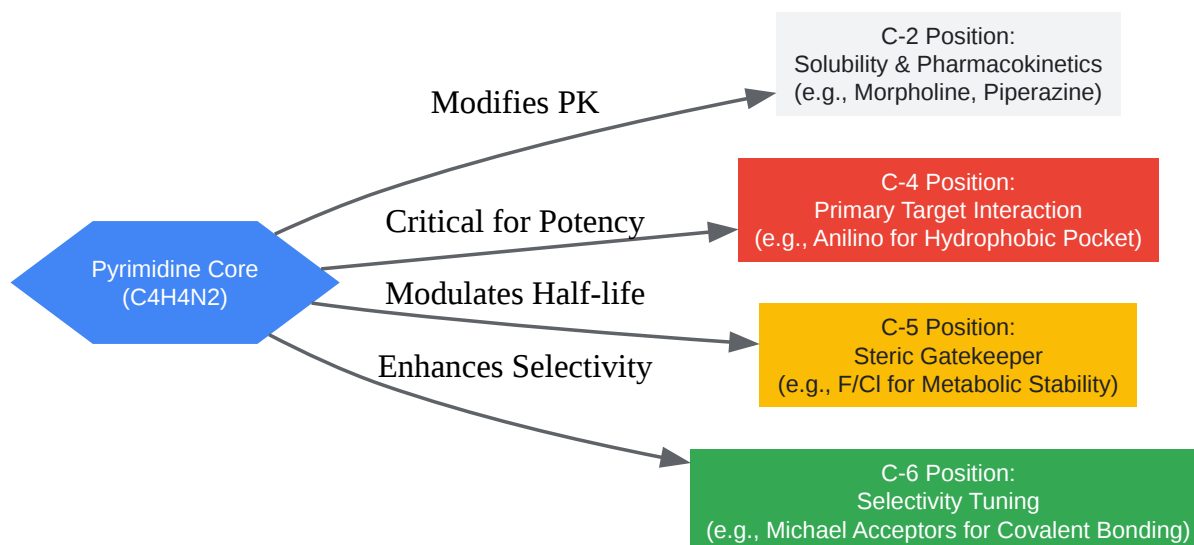 Pyrimidine Core
(C4H4N2)
Modifies PK
C-2 Position:
Solubility & Pharmacokinetics
(e.g., Morpholine, Piperazine)
Critical for Potency
C-4 Position:
Primary Target Interaction
(e.g., Anilino for Hydrophobic Pocket)
Modulates Half-life
C-5 Position:
Steric Gatekeeper
(e.g., F/Cl for Metabolic Stability)
Enhances Selectivity
C-6 Position:
Selectivity Tuning
(e.g., Michael Acceptors for Covalent Bonding)